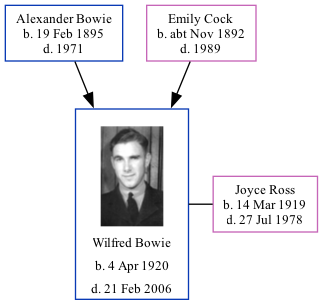 Alexander Bowie
b. 19 Feb 1895
d. 1971
Emily Cock
b. abt Nov 1892
d. 1989
Wilfred Bowie
b. 4 Apr 1920
d. 21 Feb 2006
Joyce Ross
b. 14 Mar 1919
d. 27 Jul 1978